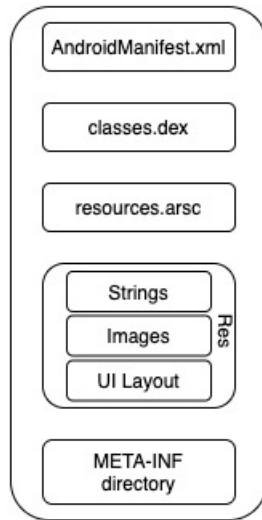 AndroidManifest.xml
classes.dex
resources.arsc
Strings
Images
UI Layout
Res
META-INF
directory